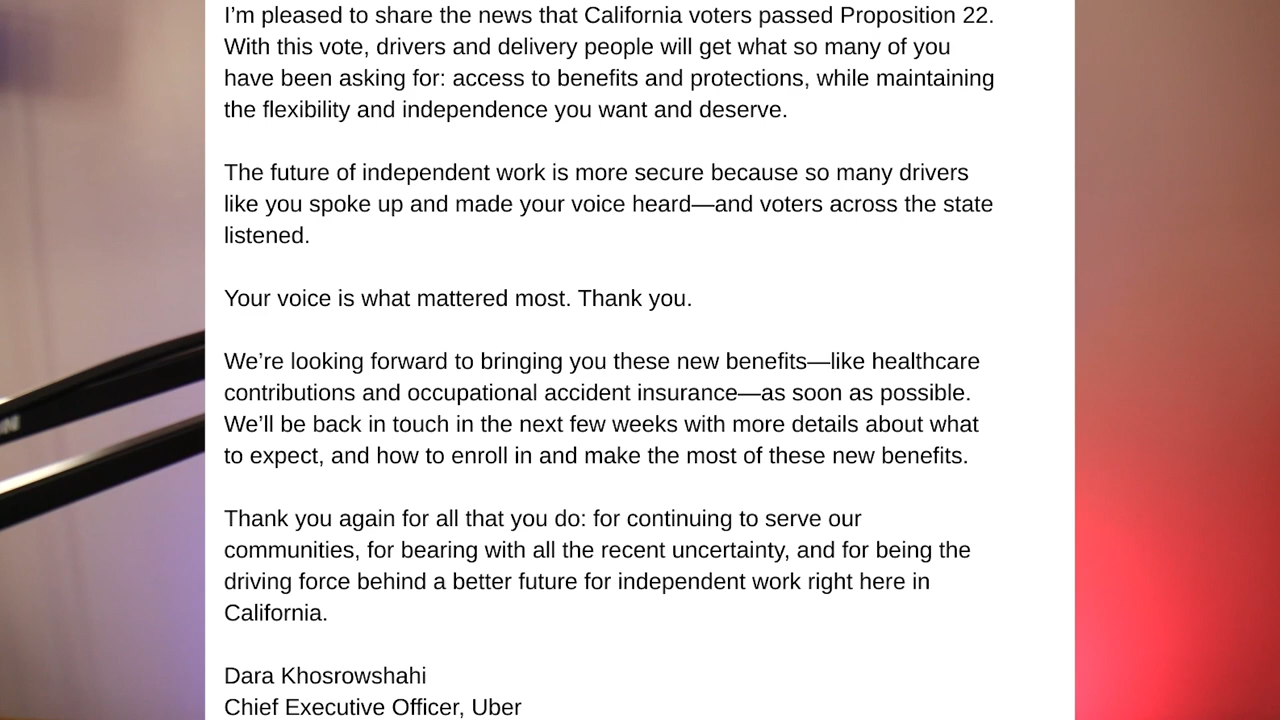 I’m pleased to share the news that California voters passed Proposition 22.
With this vote, drivers and delivery people will get what so many of you
have been asking for: access to benefits and protections, while maintaining
the flexibility and independence you want and deserve.
The future of independent work is more secure because so many drivers
like you spoke up and made your voice heard—and voters across the state
listened.
Your voice is what mattered most. Thank you.
We’re looking forward to bringing you these new benefits—like healthcare
contributions and occupational accident insurance—as soon as possible.
We’ll be back in touch in the next few weeks with more details about what
to expect, and how to enroll in and make the most of these new benefits.
Thank you again for all that you do: for continuing to serve our
communities, for bearing with all the recent uncertainty, and for being the
driving force behind a better future for independent work right here in
California.
Dara Khosrowshahi
Chief Executive Officer, Uber